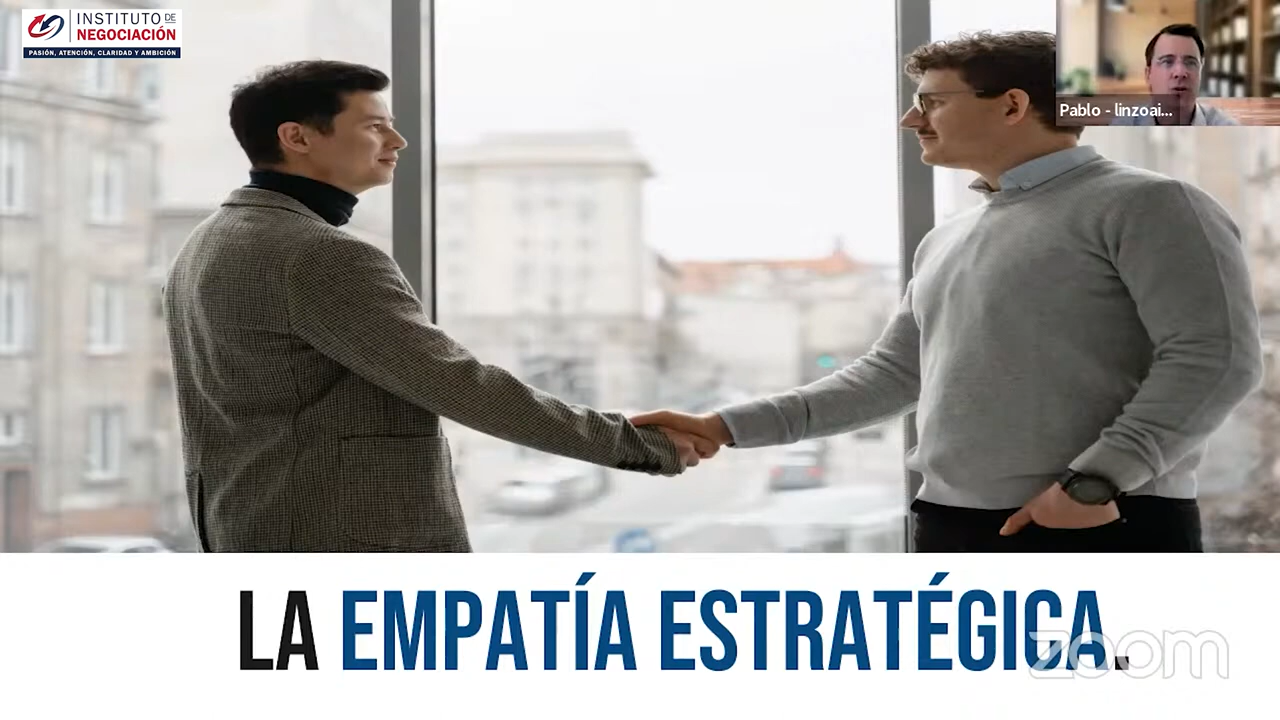 INSTITUTO DE
NEGOCIACIÓN
PASIÓN, ATENCIÓN, CLARIDAD Y AMBICIÓN
Pablo - linzoai...
LA EMPATÍA ESTRATÉGICA.
zoom